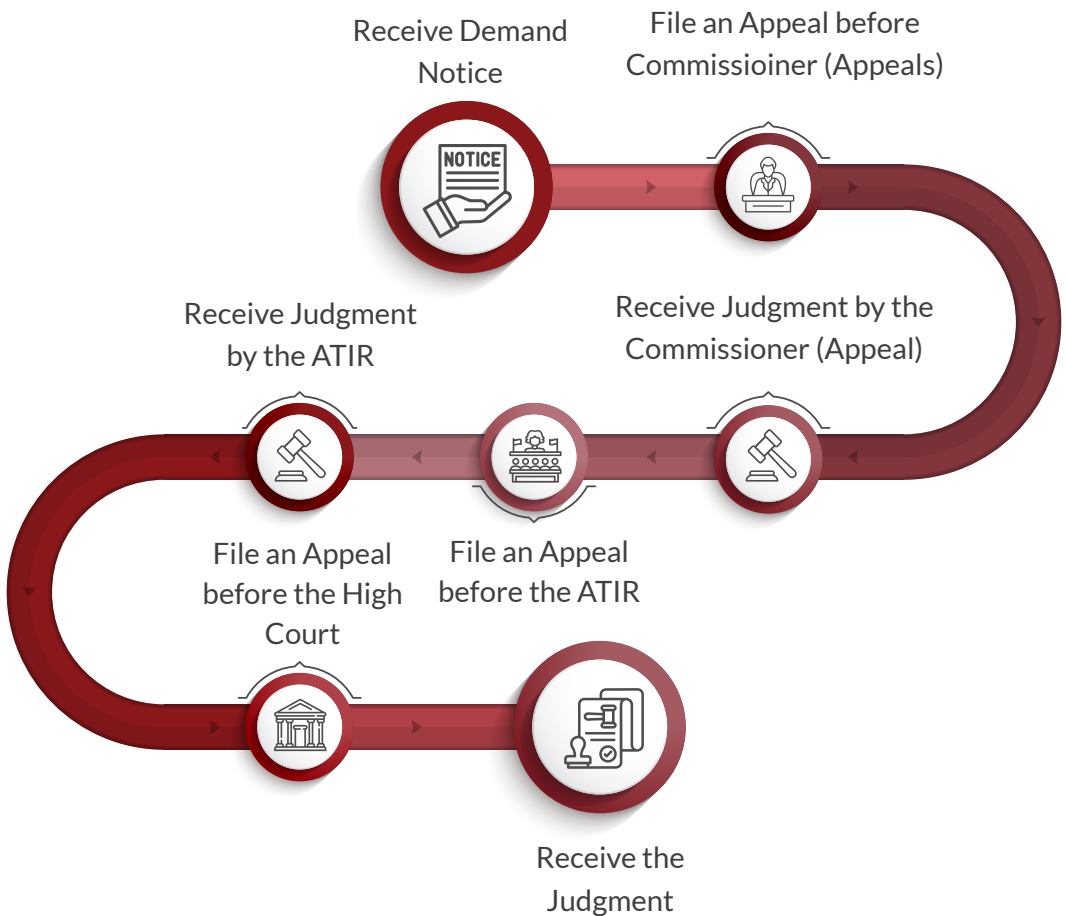 Receive Demand
Notice
NOTICE
File an Appeal before
Commissioiner (Appeals)
Receive Judgment by the
Commissioner (Appeal)
File an Appeal
before the ATIR
Receive Judgment
by the ATIR
File an Appeal
before the High
Court
Receive the
Judgment